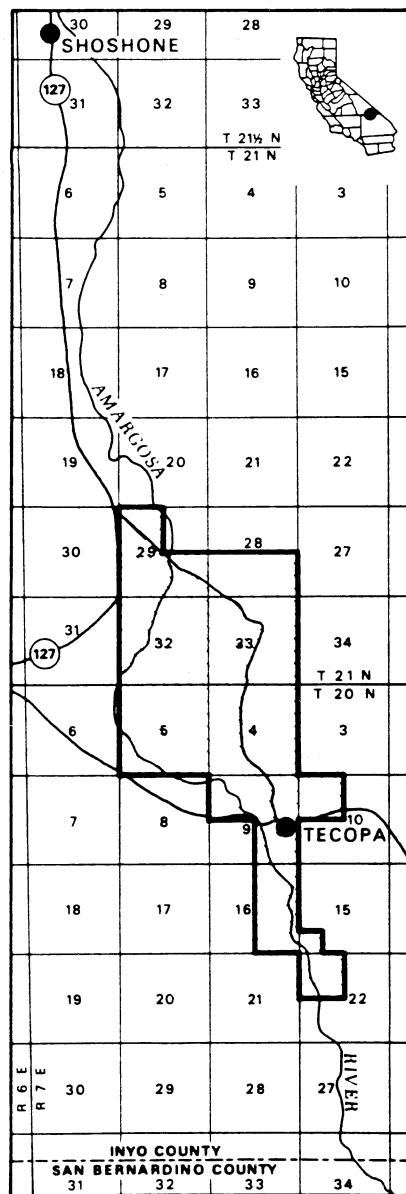 30 29 28
SHOSHONE
127
31 32 33
T 21½ N
T 21 N
6 5 4 3
7 8 9 10
18 17 16 15
AMARGOSA
19 20 21 22
30 29 28 27
31 32 33 34
127
T 21 N
T 20 N
6 5 4 3
7 8 9 10
TECOPA
18 17 16 15
19 20 21 22
R 6 E
R 7 E
30 29 28 27
RIVER
INYO COUNTY
SAN BERNARDINO COUNTY
31 32 33 34